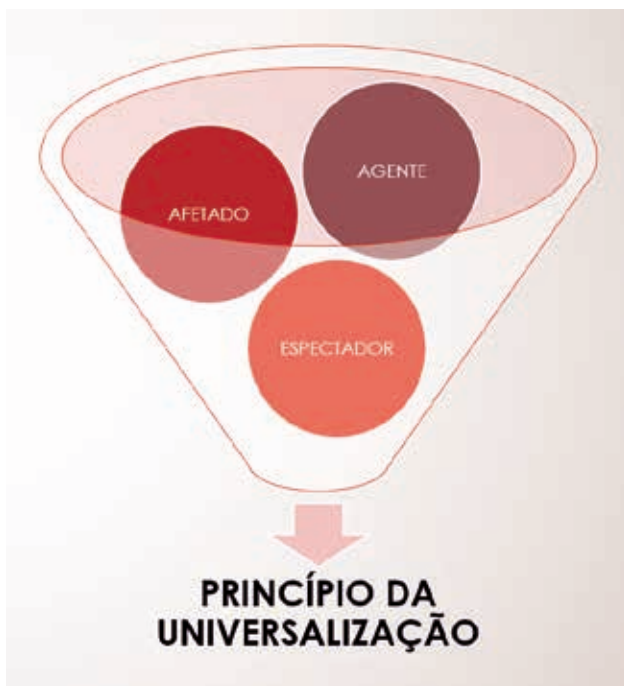 AGENTE
AFETADO
ESPECTADOR
PRINCÍPIO DA
UNIVERSALIZAÇÃO